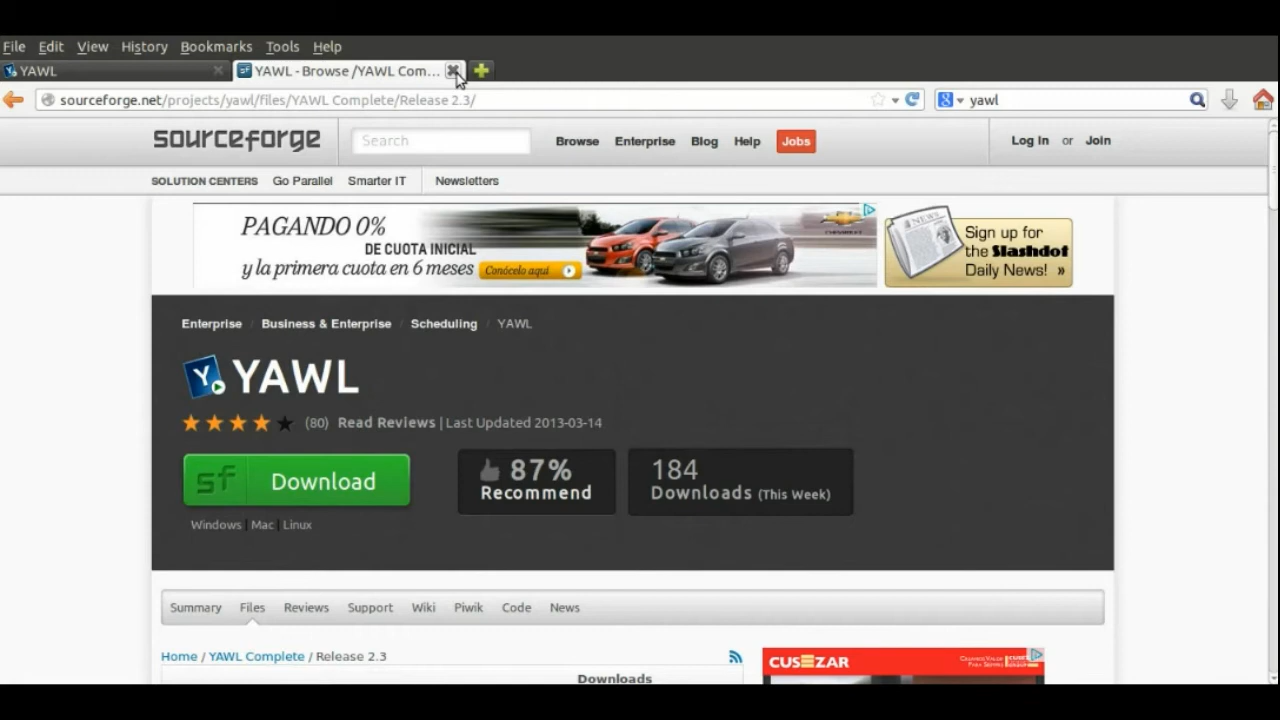 File Edit View History Bookmarks Tools Help
YAWL
YAWL - Browse /YAWL Com...
sourceforge.net/projects/yawl/files/YAWL Complete/Release 2.3/
yawl
sourceforge
Search
Browse Enterprise Blog Help Jobs
Log In or Join
SOLUTION CENTERS Go Parallel Smarter IT Newsletters
PAGANDO 0%
DE CUOTA INICIAL
y la primera cuota en 6 meses
Conócelo aquí
CHEVROLET
NEWS
Sign up for
the Slashdot
Daily News! »
Enterprise / Business & Enterprise / Scheduling / YAWL
Y
YAWL
(80) Read Reviews | Last Updated 2013-03-14
sf Download
87%
Recommend
184
Downloads (This Week)
Windows | Mac | Linux
Summary Files Reviews Support Wiki Piwik Code News
Home / YAWL Complete / Release 2.3
Downloads
CUSEZAR